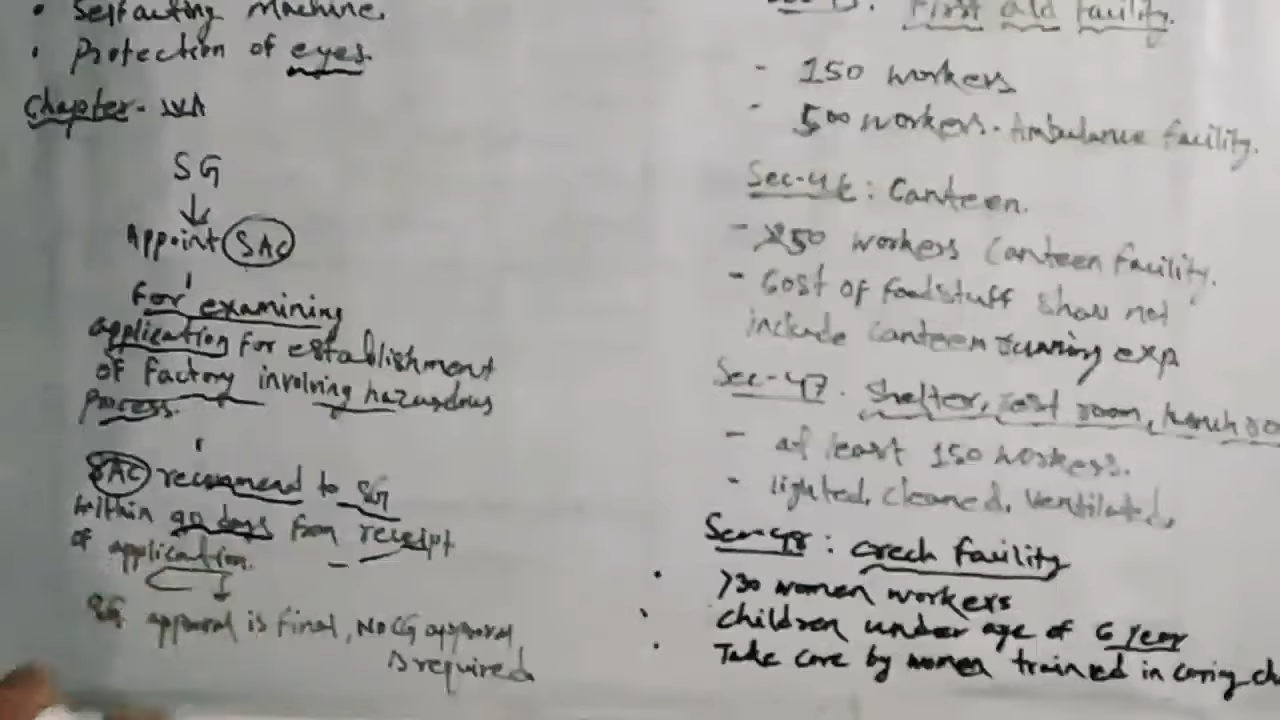 • Selfacting Machine.
• Protection of eyes.
Chapter- IVA
SG
↓
Appoint SAC
For examining
application for establishment
of factory involving hazardous
process.
SAC recommend to SG
Within 90 days from receipt
of application.
SG approval is final, No CG approval
is required
First aid facility.
- 150 workers
- 500 workers. Ambulance facility.
Sec-46: Canteen.
- >250 workers Canteen facility.
- Cost of foodstuff shall not
include canteen running exp
Sec-47. Shelter, rest room, lunch ro
- at least 150 workers.
- lighted, cleaned, ventilated,
Sec-48: crech facility
• >30 women workers
• children under age of 6 year
• Take care by women trained in caring ch